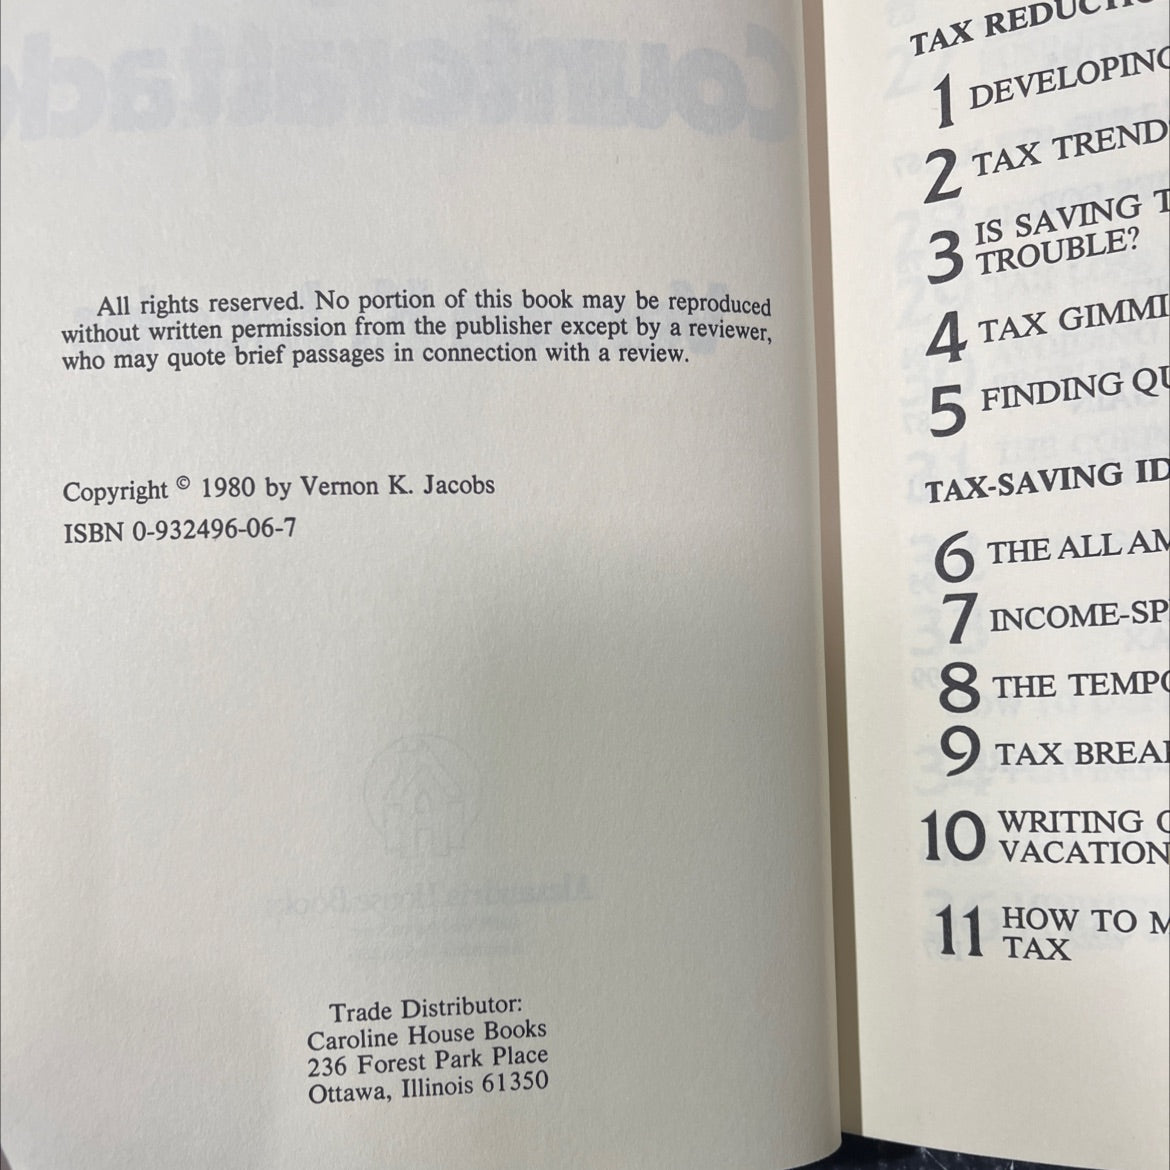 All rights reserved. No portion of this book may be reproduced
without written permission from the publisher except by a reviewer,
who may quote brief passages in connection with a review.
Copyright © 1980 by Vernon K. Jacobs
ISBN 0-932496-06-7
Trade Distributor:
Caroline House Books
236 Forest Park Place
Ottawa, Illinois 61350
TAX
1 DEVELOPING
2 TAX TREND
3 IS SAVING T
TROUBLE?
4 TAX GIMMI
5 FINDING QU
TAX-SAVING ID
6 THE ALL AM
7 INCOME-SP
8 THE TEMPO
9 TAX BREA
10 WRITING
VACATION
11 HOW TO M
TAX